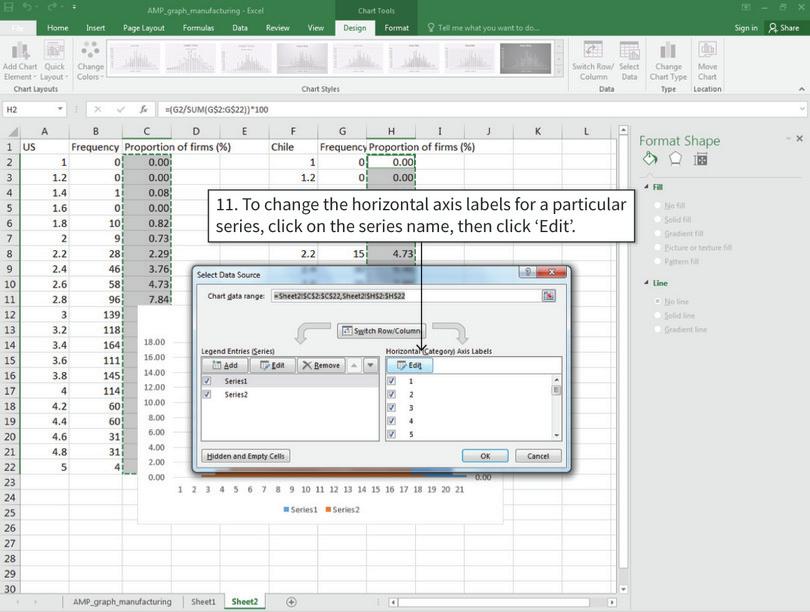 AMP_graph_manufacturing - Excel
Chart Tools
File Home Insert Page Layout Formulas Data Review View Design Format Tell me what you want to do... Sign in Share
Add Chart Element Quick Layout Change Colors Switch Row/ Column Select Data Change Chart Type Move Chart
Chart Layouts Chart Styles Data Type Location
H2 fx =(G2/SUM(G$2:G$22))*100
A B C D E F G H I J K L
1 US Frequency Proportion of firms (%) Chile Frequency Proportion of firms (%)
2 1 0 0.00 1 0 0.00
3 1.2 0 0.00 1.2 0 0.00
4 1.4 1 0.08
5 1.6 0 0.00
6 1.8 10 0.82
7 2 9 0.73
8 2.2 28 2.29 2.2 15 4.73
9 2.4 46 3.76
10 2.6 58 4.73
11 2.8 96 7.84
12 3 139
13 3.2 118
14 3.4 164
15 3.6 111
16 3.8 145
17 4 114
18 4.2 60
19 4.4 60
20 4.6 31
21 4.8 31
22 5 4
23
24
25
26
27
28
29
30
11. To change the horizontal axis labels for a particular
series, click on the series name, then click ‘Edit’.
Select Data Source
Chart data range: =Sheet2!$C$2:$C$22,Sheet2!$H$2:$H$22
Switch Row/Column
Legend Entries (Series) Horizontal (Category) Axis Labels
Add Edit Remove Edit
Series1 1
Series2 2
3
4
5
Hidden and Empty Cells OK Cancel
18.00
16.00
14.00
12.00
10.00
8.00
6.00
4.00
2.00
0.00 0.00
1 2 3 4 5 6 7 8 9 10 11 12 13 14 15 16 17 18 19 20 21
Series1 Series2
Format Shape
Fill
No fill
Solid fill
Gradient fill
Picture or texture fill
Pattern fill
Line
No line
Solid line
Gradient line
AMP_graph_manufacturing Sheet1 Sheet2